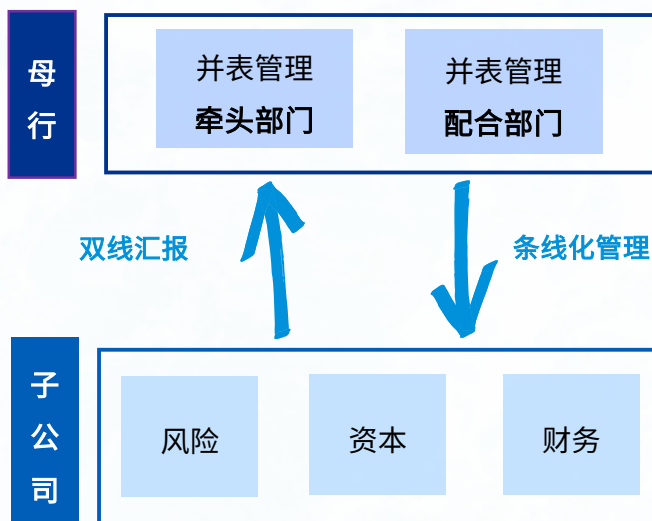 母行
并表管理
牵头部门
并表管理
配合部门
双线汇报
条线化管理
子公司
风险
资本
财务